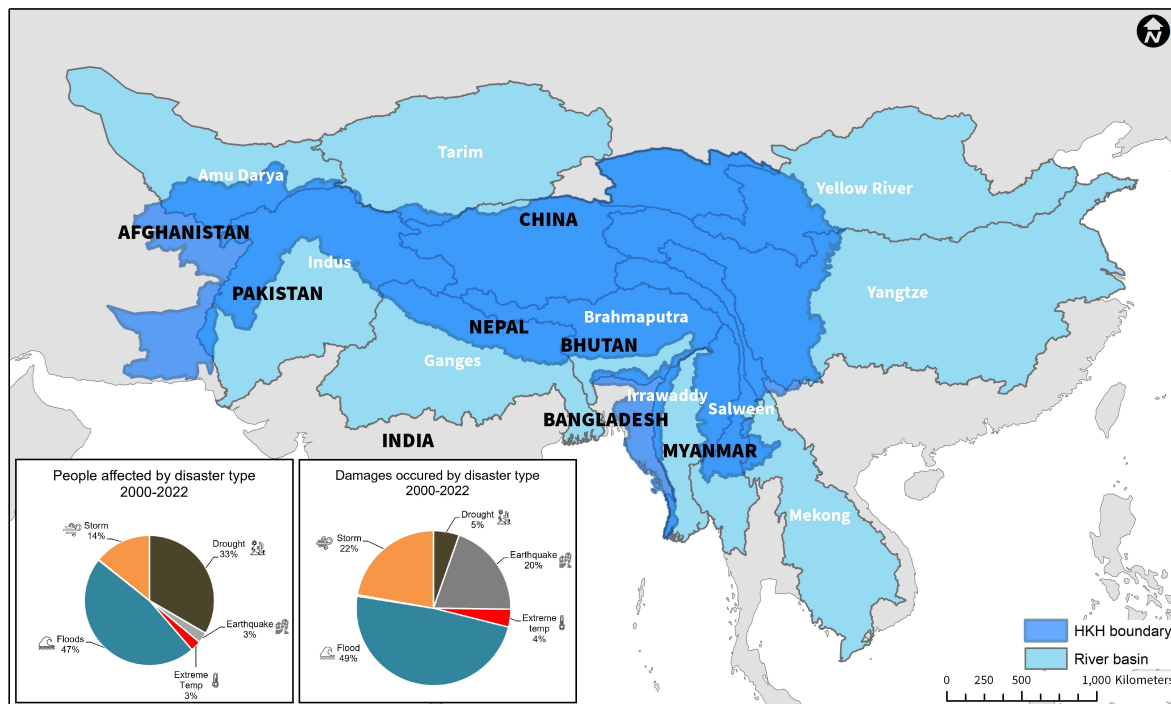 N
Tarim
Amu Darya
Yellow River
CHINA
AFGHANISTAN
Indus
PAKISTAN
Yangtze
Brahmaputra
NEPAL
BHUTAN
Ganges
Irrawaddy
Salween
BANGLADESH
INDIA
MYANMAR
Mekong
People affected by disaster type
2000-2022
Storm
14%
Drought
33%
Floods
47%
Earthquake
3%
Extreme
Temp
3%
Damages occured by disaster type
2000-2022
Drought
5%
Storm
22%
Earthquake
20%
Extreme
temp
4%
Flood
49%
HKH boundary
River basin
0 250 500 1,000 Kilometers